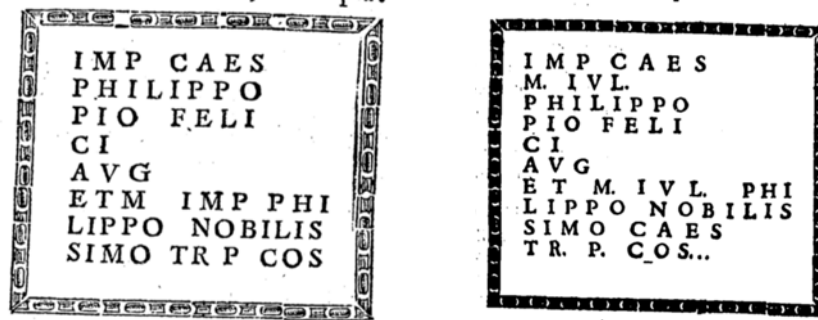 IMP CAES
PHILIPPO
PIO FELI
CI
AVG
ETM IMP PHI
LIPPO NOBILIS
SIMO TR P COS
IMP CAES
M. IVL.
PHILIPPO
PIO FELI
CI
AVG
ET M. IVL. PHI
LIPPO NOBILIS
SIMO CAES
TR. P. COS...